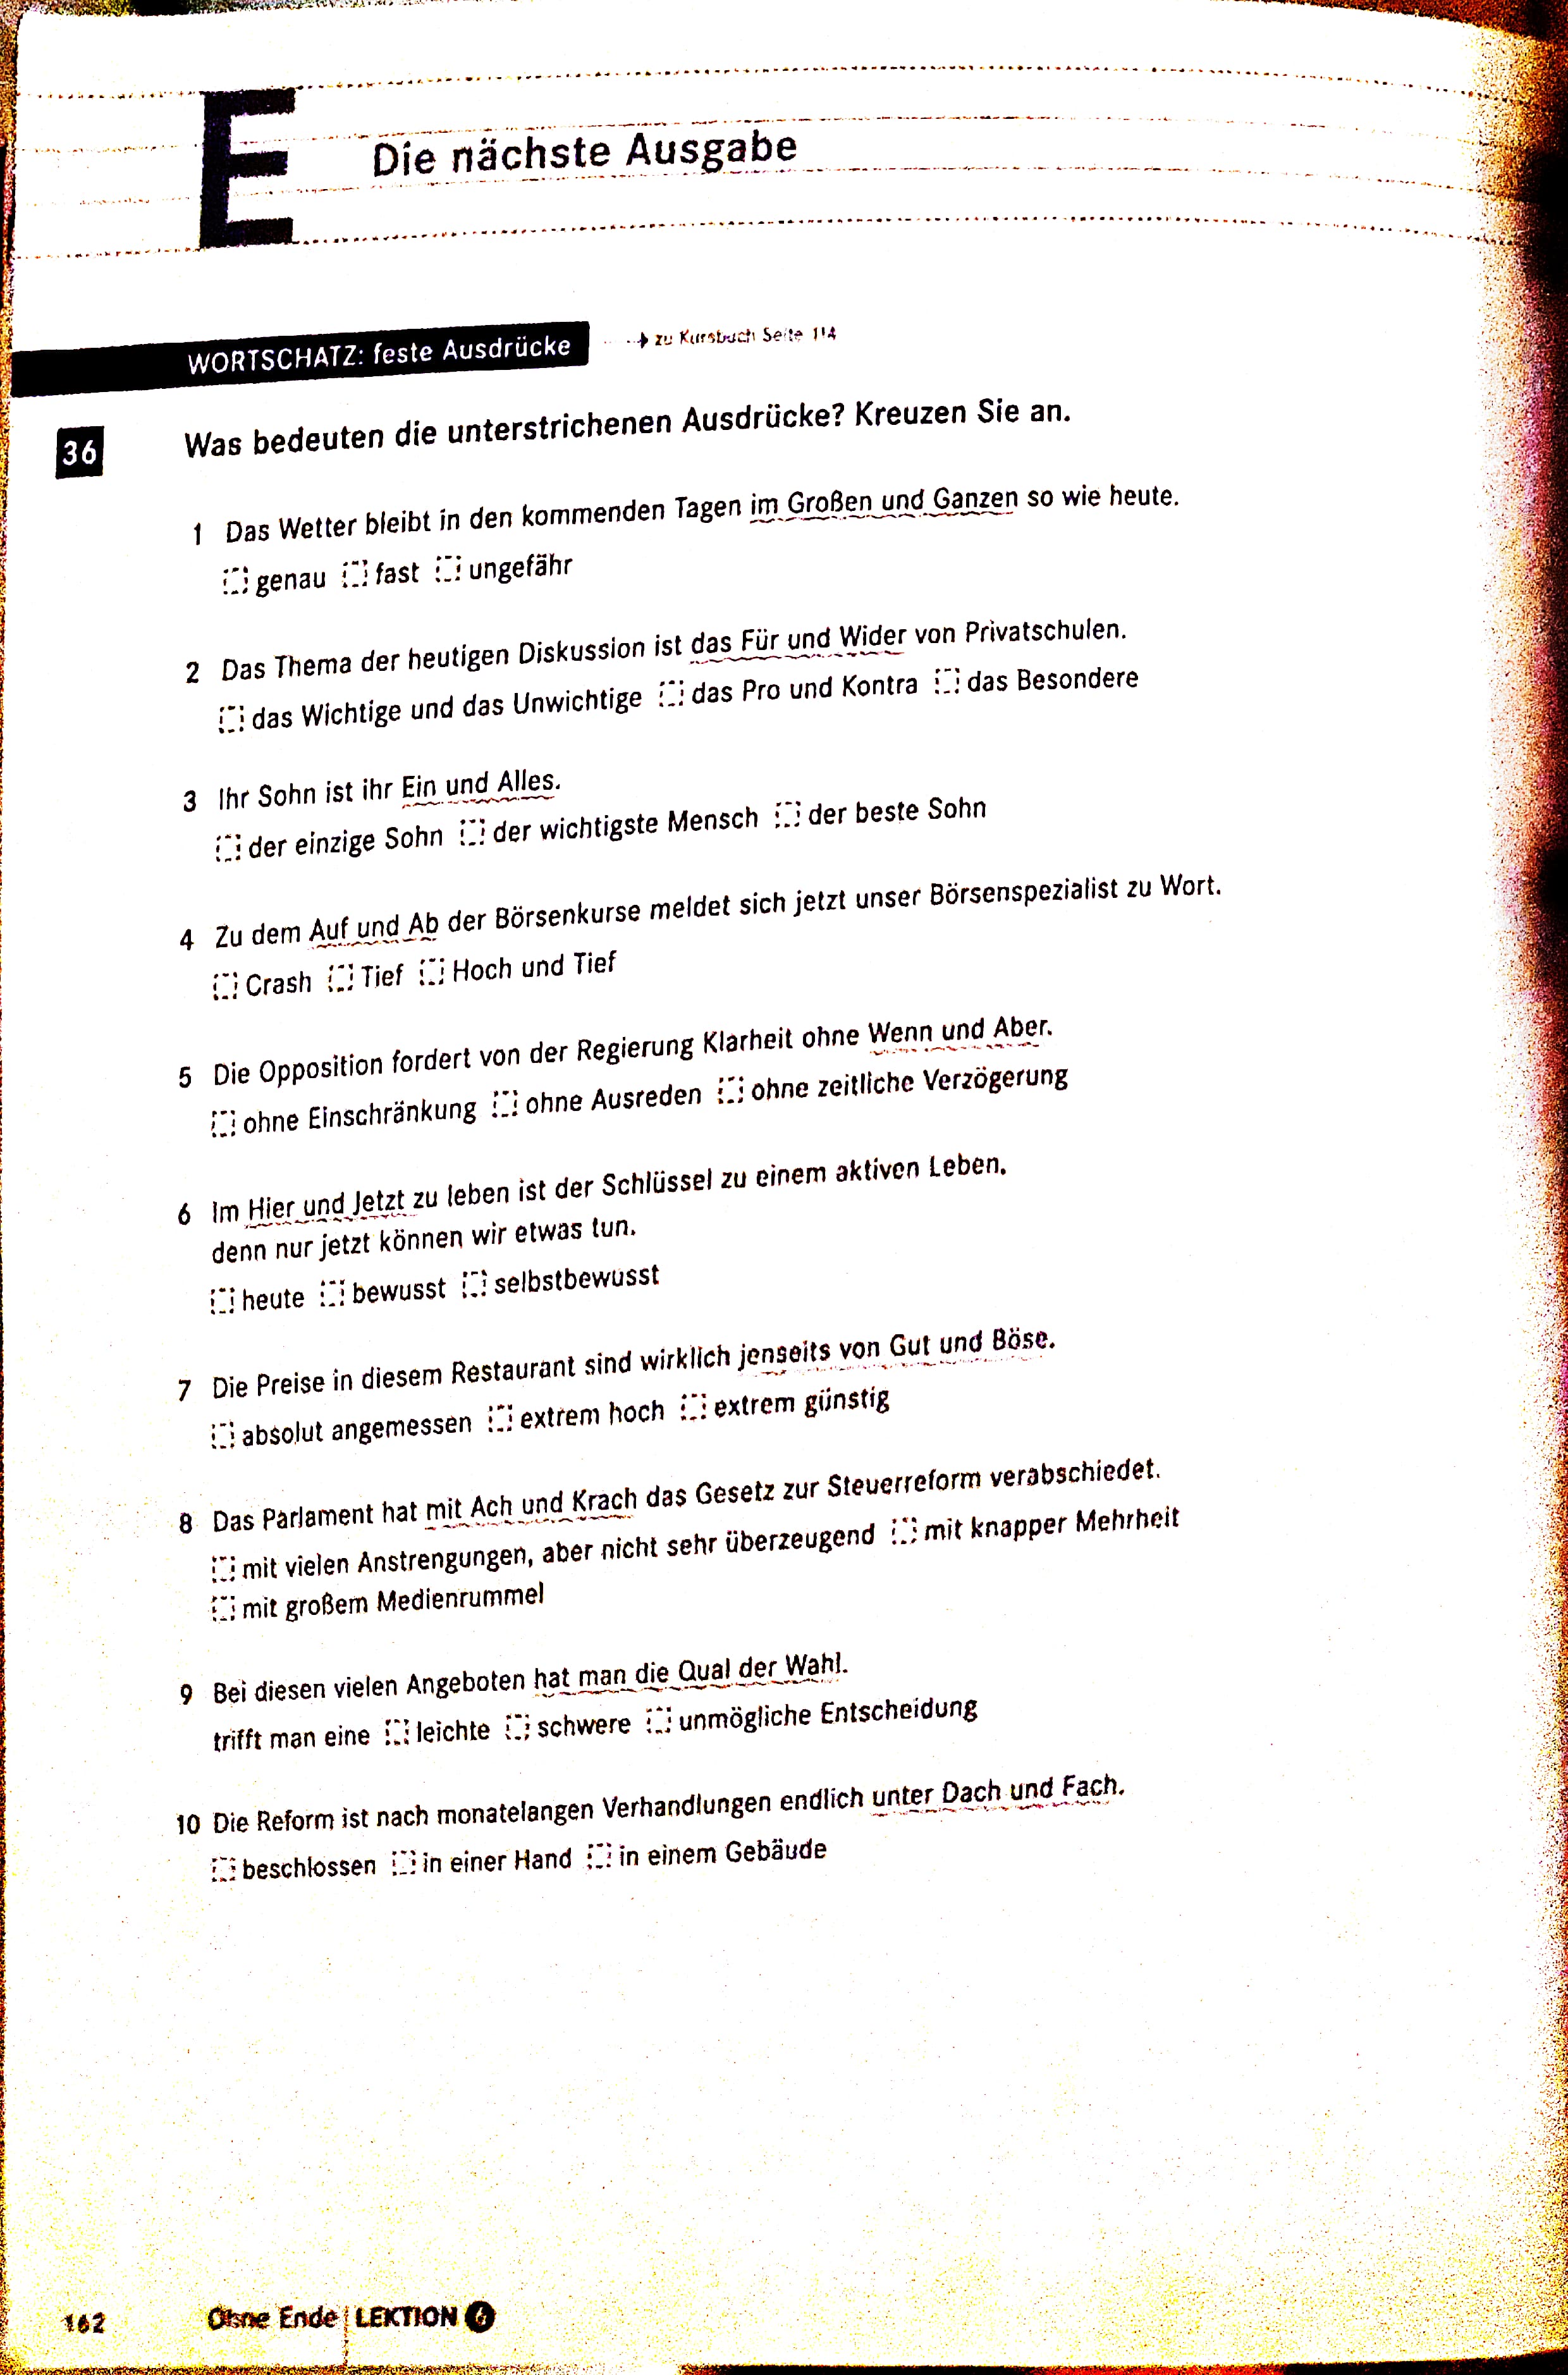 E Die nächste Ausgabe
WORTSCHATZ: feste Ausdrücke → zu Kursbuch Seite 114
36 Was bedeuten die unterstrichenen Ausdrücke? Kreuzen Sie an.
1 Das Wetter bleibt in den kommenden Tagen im Großen und Ganzen so wie heute.
genau fast ungefähr
2 Das Thema der heutigen Diskussion ist das Für und Wider von Privatschulen.
das Wichtige und das Unwichtige das Pro und Kontra das Besondere
3 Ihr Sohn ist ihr Ein und Alles.
der einzige Sohn der wichtigste Mensch der beste Sohn
4 Zu dem Auf und Ab der Börsenkurse meldet sich jetzt unser Börsenspezialist zu Wort.
Crash Tief Hoch und Tief
5 Die Opposition fordert von der Regierung Klarheit ohne Wenn und Aber.
ohne Einschränkung ohne Ausreden ohne zeitliche Verzögerung
6 Im Hier und Jetzt zu leben ist der Schlüssel zu einem aktiven Leben.
denn nur jetzt können wir etwas tun.
heute bewusst selbstbewusst
7 Die Preise in diesem Restaurant sind wirklich jenseits von Gut und Böse.
absolut angemessen extrem hoch extrem günstig
8 Das Parlament hat mit Ach und Krach das Gesetz zur Steuerreform verabschiedet.
mit vielen Anstrengungen, aber nicht sehr überzeugend mit knapper Mehrheit
mit großem Medienrummel
9 Bei diesen vielen Angeboten hat man die Qual der Wahl.
trifft man eine leichte schwere unmögliche Entscheidung
10 Die Reform ist nach monatelangen Verhandlungen endlich unter Dach und Fach.
beschlossen in einer Hand in einem Gebäude
162 Ohne Ende | LEKTION 6